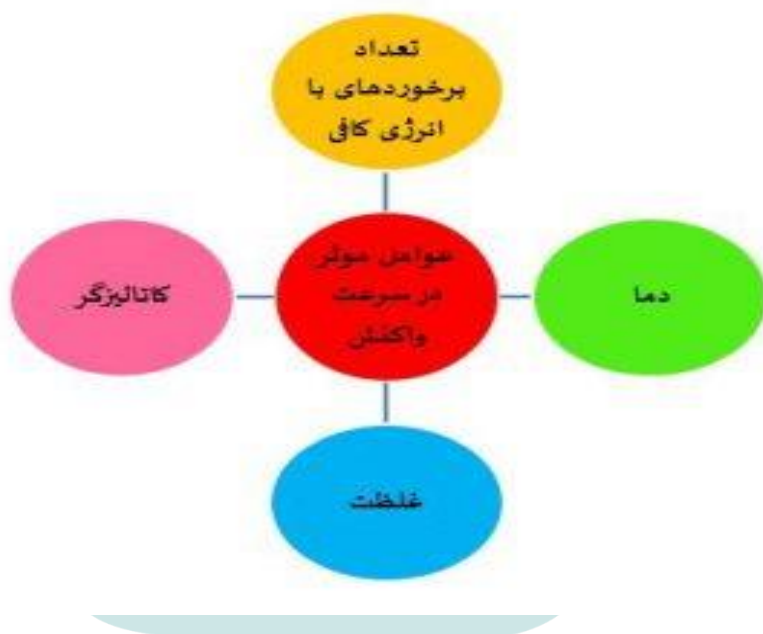 تعداد
برخوردهای با
انرژی کافی
عوامل موثر
در سرعت
واکنش
دما
کاتالیزگر
غلظت